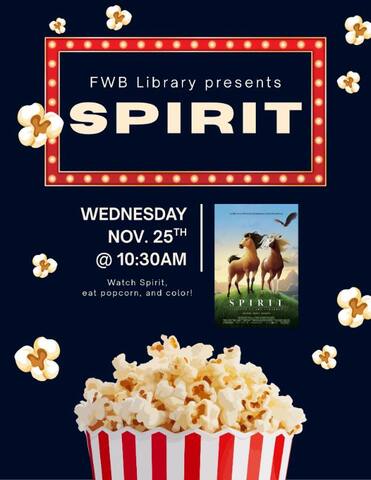 FWB Library presents
SPIRIT
WEDNESDAY
NOV. 25TH
@ 10:30AM
Watch Spirit,
eat popcorn, and color!
SPIRIT